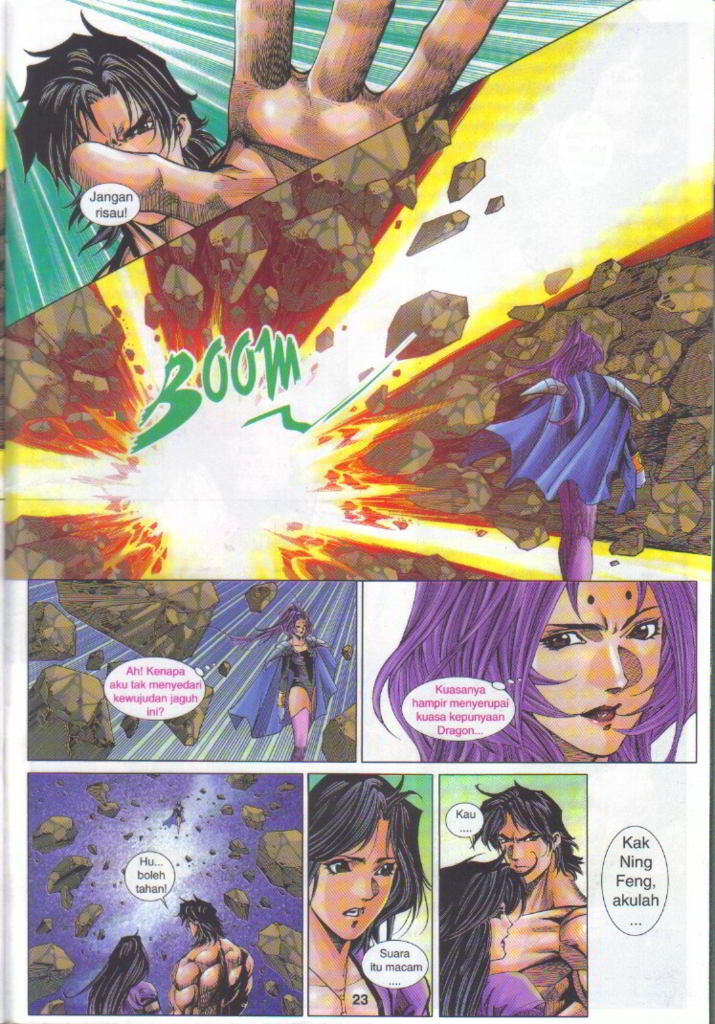 Jangan
risau!
BOOM
Ah! Kenapa
aku tak menyedari
kewujudan jaguh
ini?
Kuasanya
hampir menyerupai
kuasa kepunyaan
Dragon...
Hu...
boleh
tahan!
Suara
itu macam
....
Kau
....
Kak
Ning
Feng,
akulah
...
23